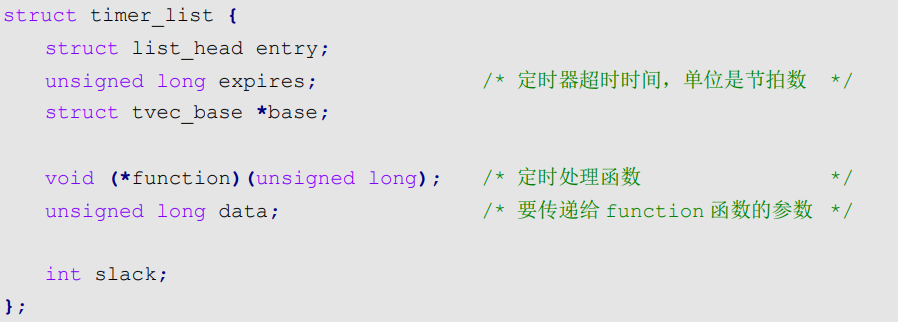 struct timer_list {
struct list_head entry;
unsigned long expires; /* 定时器超时时间，单位是节拍数 */
struct tvec_base *base;
void (*function)(unsigned long); /* 定时处理函数 */
unsigned long data; /* 要传递给 function 函数的参数 */
int slack;
};